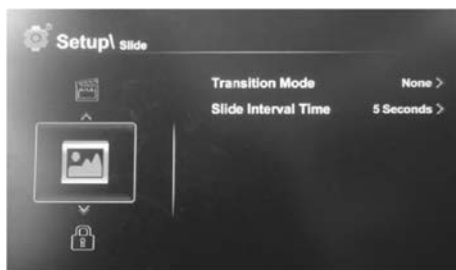 Setup\ Slide
Transition Mode None >
Slide Interval Time 5 Seconds >